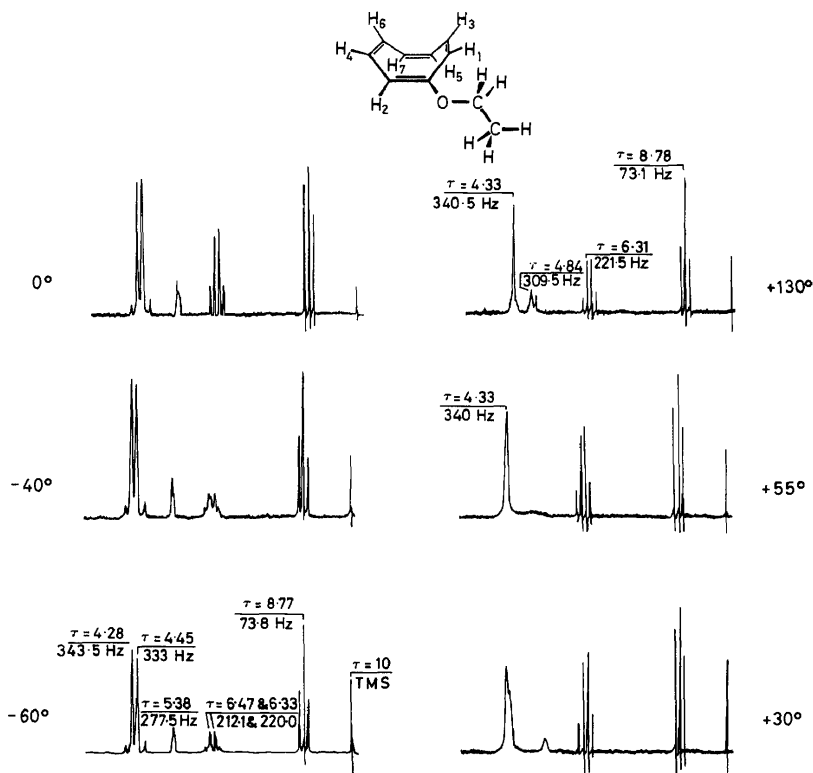 H6
H3
H4
H1
H7
H5
H2
H
H
O
C
C
H
H
H
0°
τ = 4·33
340·5 Hz
τ = 4·84
309·5 Hz
τ = 6·31
221·5 Hz
τ = 8·78
73·1 Hz
+130°
-40°
τ = 4·33
340 Hz
+55°
-60°
τ = 4·28
343·5 Hz
τ = 4·45
333 Hz
τ = 5·38
277·5 Hz
τ = 6·47 & 6·33
212·1 & 220·0
τ = 8·77
73·8 Hz
τ = 10
TMS
+30°